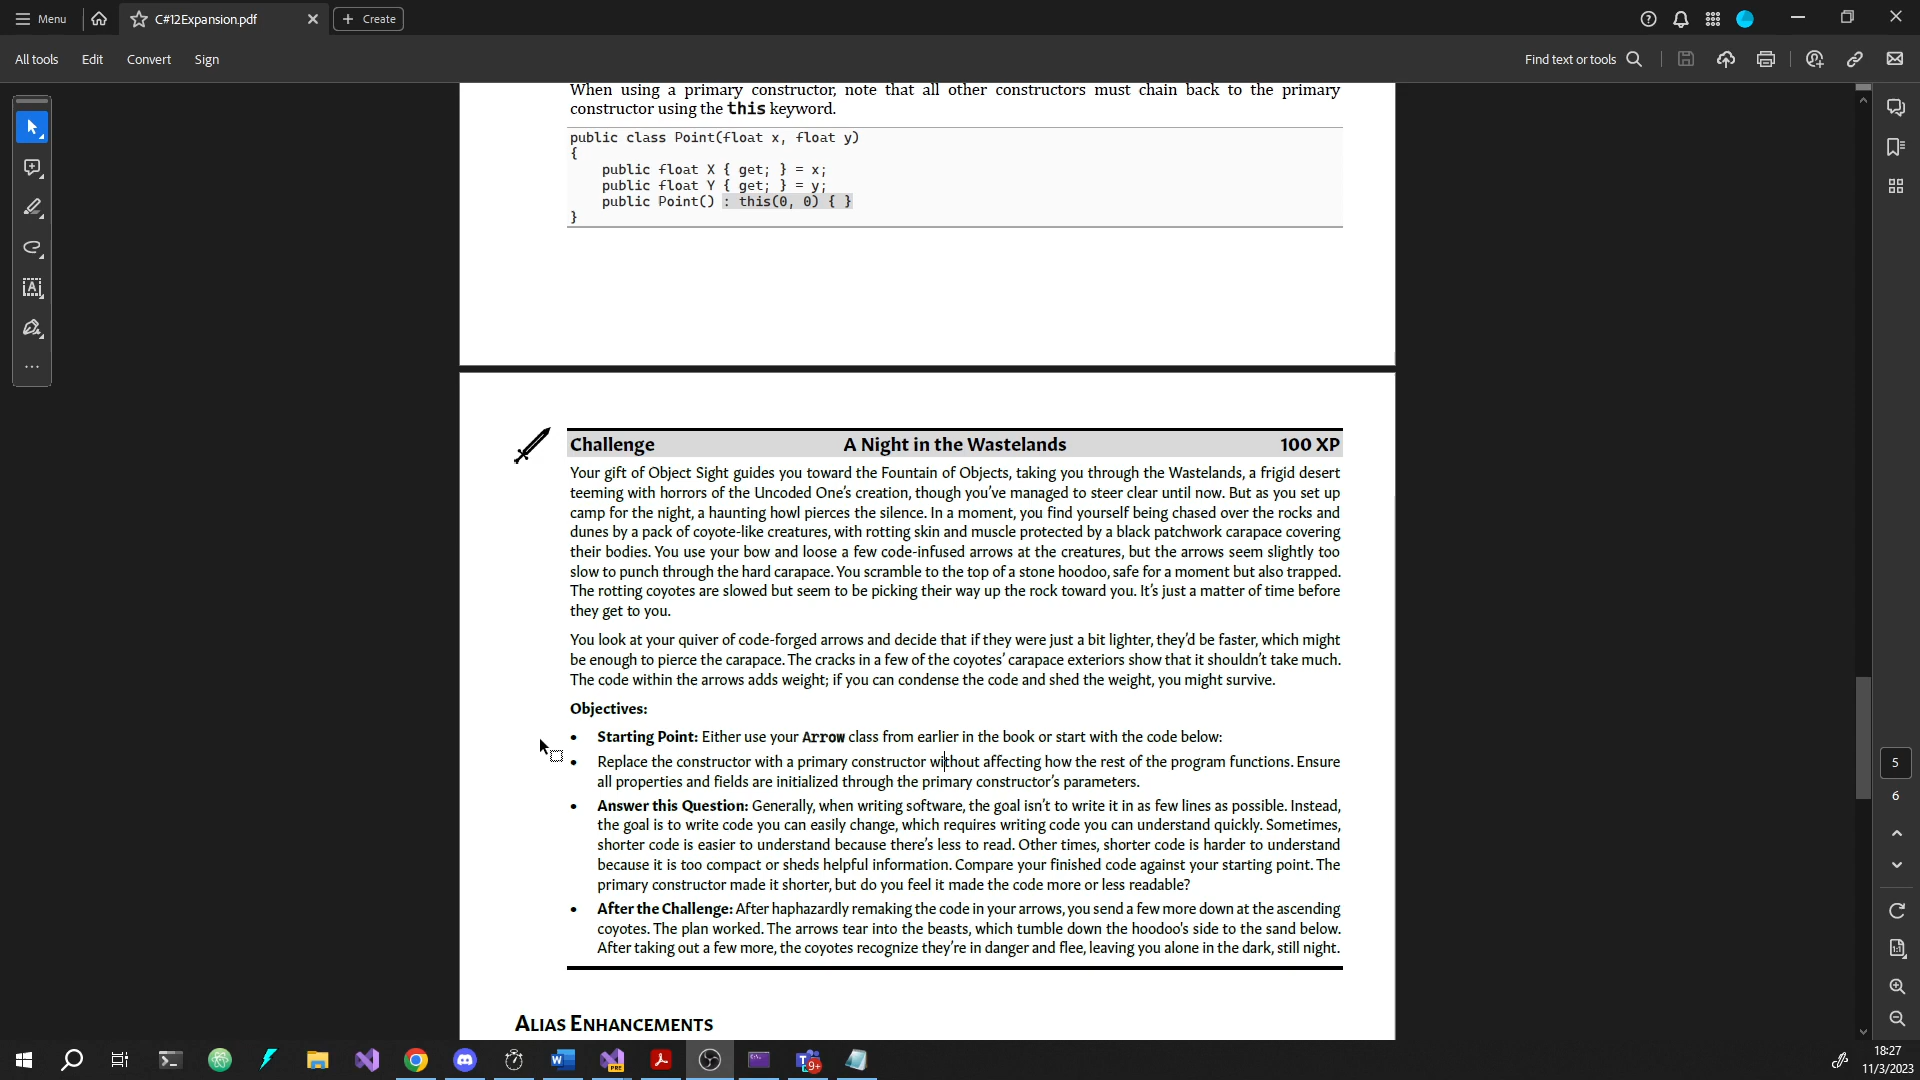 Menu
C#12Expansion.pdf
Create
All tools
Edit
Convert
Sign
Find text or tools
When using a primary constructor, note that all other constructors must chain back to the primary
constructor using the this keyword.
public class Point(float x, float y)
{
    public float X { get; } = x;
    public float Y { get; } = y;
    public Point() : this(0, 0) { }
}
Challenge A Night in the Wastelands 100 XP
Your gift of Object Sight guides you toward the Fountain of Objects, taking you through the Wastelands, a frigid desert
teeming with horrors of the Uncoded One's creation, though you've managed to steer clear until now. But as you set up
camp for the night, a haunting howl pierces the silence. In a moment, you find yourself being chased over the rocks and
dunes by a pack of coyote-like creatures, with rotting skin and muscle protected by a black patchwork carapace covering
their bodies. You use your bow and loose a few code-infused arrows at the creatures, but the arrows seem slightly too
slow to punch through the hard carapace. You scramble to the top of a stone hoodoo, safe for a moment but also trapped.
The rotting coyotes are slowed but seem to be picking their way up the rock toward you. It's just a matter of time before
they get to you.
You look at your quiver of code-forged arrows and decide that if they were just a bit lighter, they'd be faster, which might
be enough to pierce the carapace. The cracks in a few of the coyotes' carapace exteriors show that it shouldn't take much.
The code within the arrows adds weight; if you can condense the code and shed the weight, you might survive.
Objectives:
• Starting Point: Either use your Arrow class from earlier in the book or start with the code below:
• Replace the constructor with a primary constructor without affecting how the rest of the program functions. Ensure
all properties and fields are initialized through the primary constructor's parameters.
• Answer this Question: Generally, when writing software, the goal isn't to write it in as few lines as possible. Instead,
the goal is to write code you can easily change, which requires writing code you can understand quickly. Sometimes,
shorter code is easier to understand because there's less to read. Other times, shorter code is harder to understand
because it is too compact or sheds helpful information. Compare your finished code against your starting point. The
primary constructor made it shorter, but do you feel it made the code more or less readable?
• After the Challenge: After haphazardly remaking the code in your arrows, you send a few more down at the ascending
coyotes. The plan worked. The arrows tear into the beasts, which tumble down the hoodoo's side to the sand below.
After taking out a few more, the coyotes recognize they're in danger and flee, leaving you alone in the dark, still night.
ALIAS ENHANCEMENTS
5
6
9+
PRE
18:27
11/3/2023